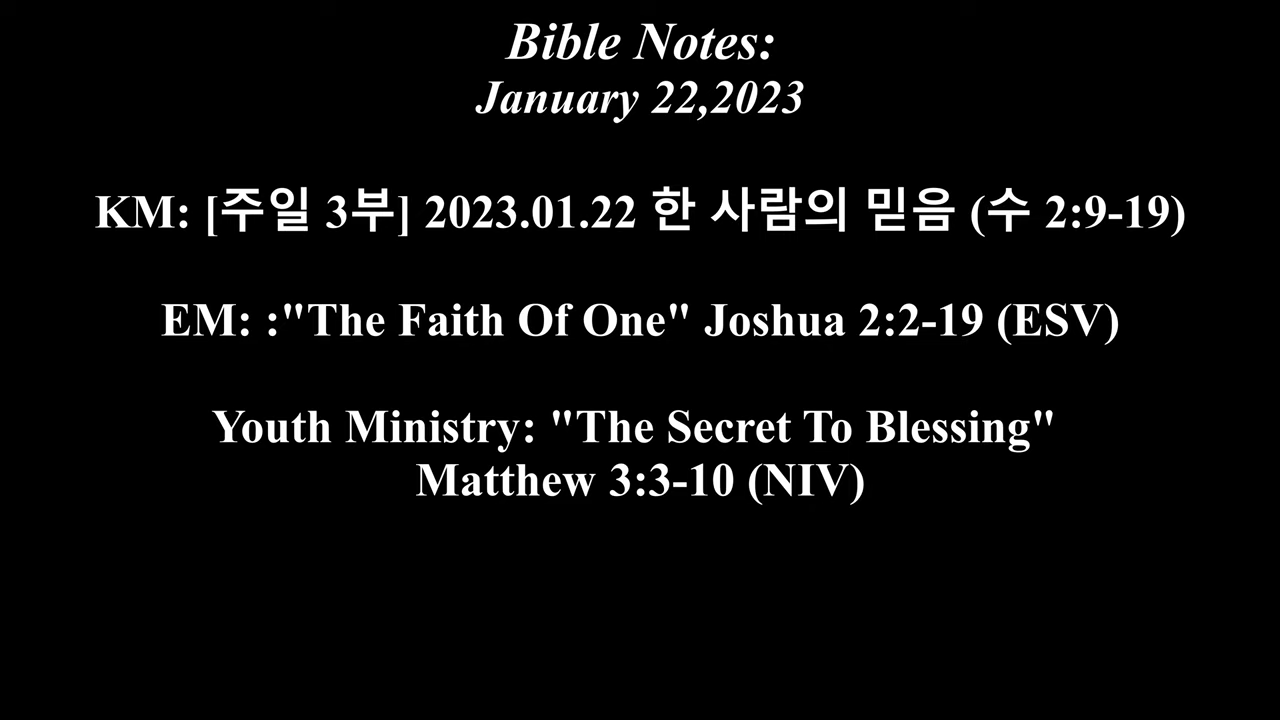 Bible Notes:
January 22,2023
KM: [주일 3부] 2023.01.22 한 사람의 믿음 (수 2:9-19)
EM: :"The Faith Of One" Joshua 2:2-19 (ESV)
Youth Ministry: "The Secret To Blessing"
Matthew 3:3-10 (NIV)